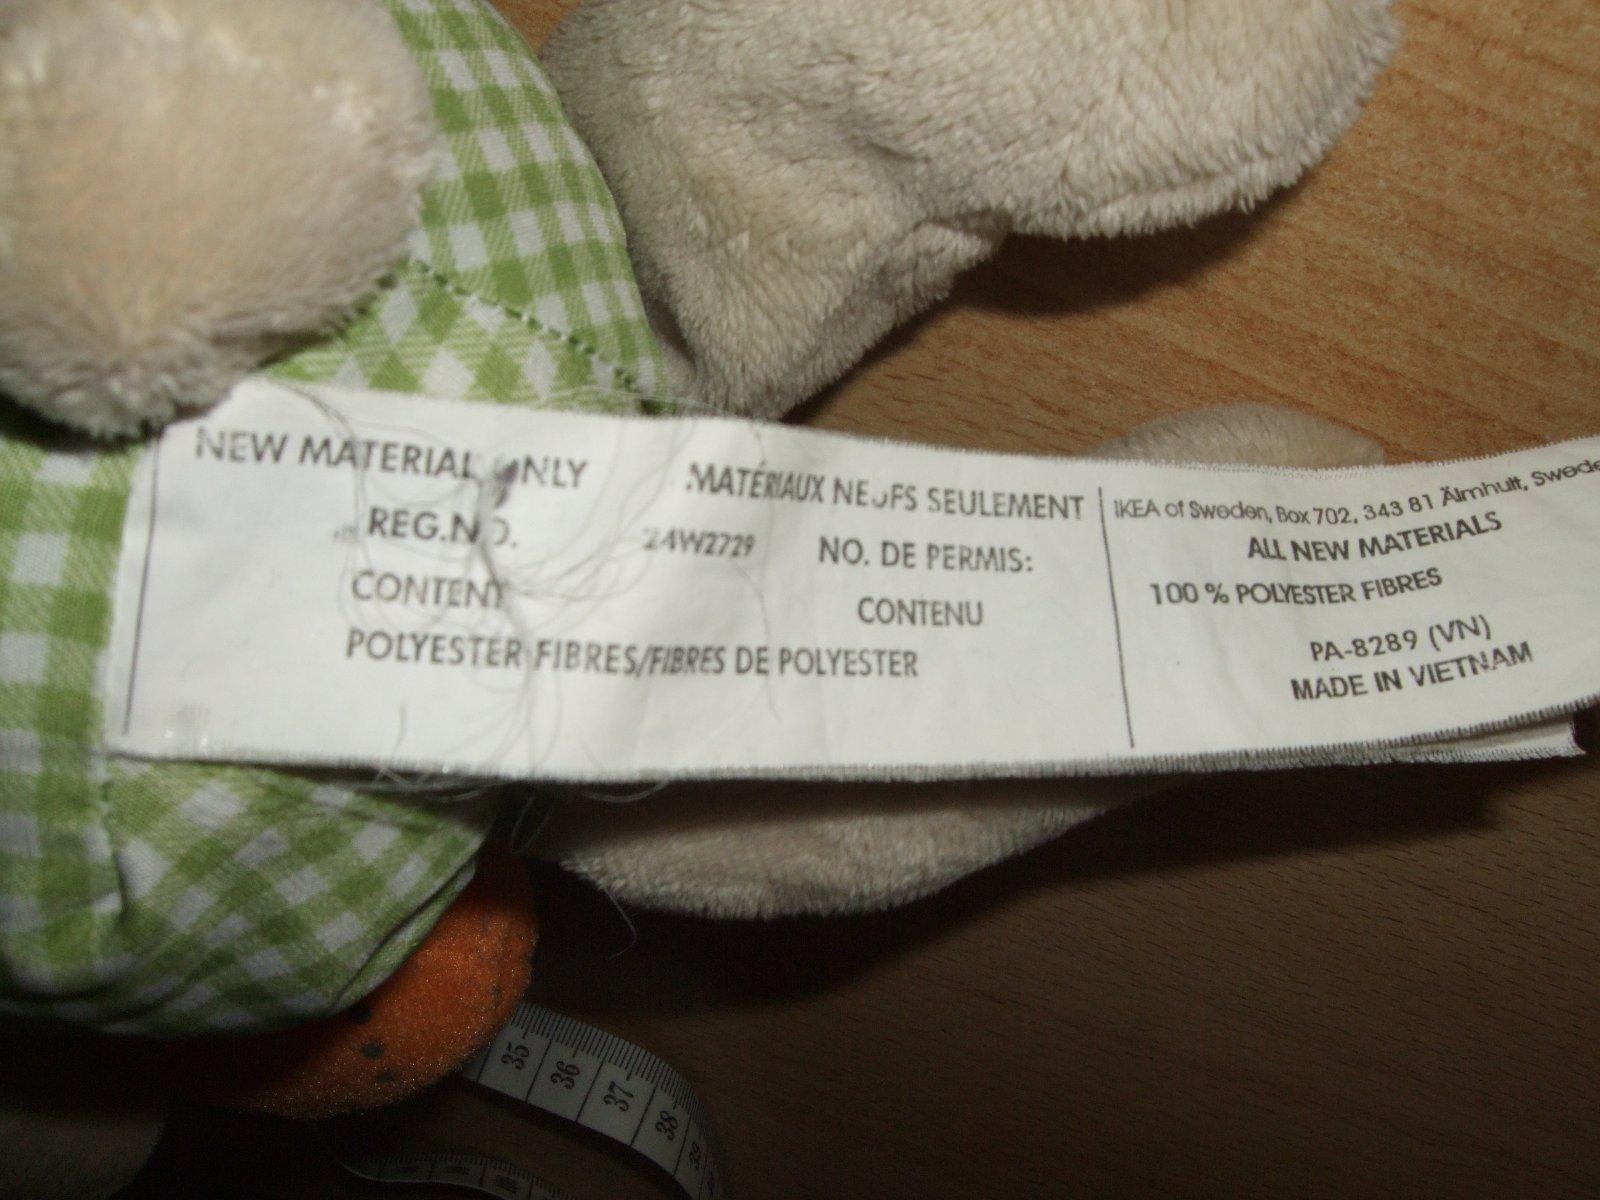 NEW MATERIAL ONLY
MATÉRIAUX NEUFS SEULEMENT
REG.NO. 24W2729 NO. DE PERMIS:
CONTENT CONTENU
POLYESTER FIBRES/FIBRES DE POLYESTER
IKEA of Sweden, Box 702, 343 81 Älmhult, Swede
ALL NEW MATERIALS
100 % POLYESTER FIBRES
PA-8289 (VN)
MADE IN VIETNAM
35 36 37 38 39